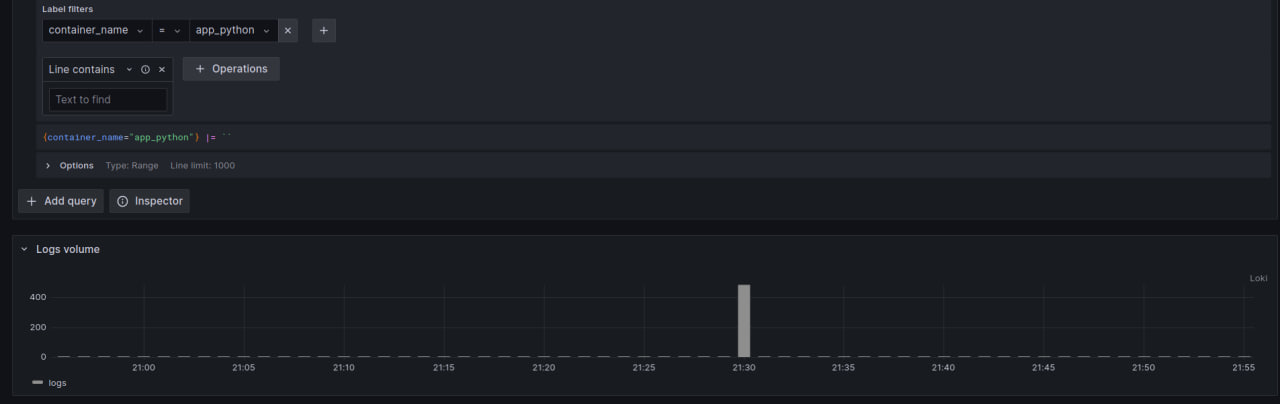 Label filters
container_name = app_python
Line contains Operations
Text to find
{container_name="app_python"} |= ``
Options Type: Range Line limit: 1000
Add query Inspector
Logs volume
Loki
400
200
0
21:00 21:05 21:10 21:15 21:20 21:25 21:30 21:35 21:40 21:45 21:50 21:55
logs